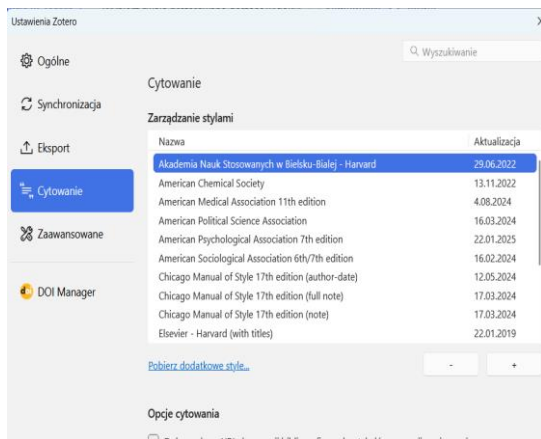 Ustawienia Zotero
Wyszukiwanie
Ogólne
Synchronizacja
Eksport
Cytowanie
Zaawansowane
DOI Manager
Cytowanie
Zarządzanie stylami
Nazwa Aktualizacja
Akademia Nauk Stosowanych w Bielsku-Bialej - Harvard 29.06.2022
American Chemical Society 13.11.2022
American Medical Association 11th edition 4.08.2024
American Political Science Association 16.03.2024
American Psychological Association 7th edition 22.01.2025
American Sociological Association 6th/7th edition 16.02.2024
Chicago Manual of Style 17th edition (author-date) 12.05.2024
Chicago Manual of Style 17th edition (full note) 17.03.2024
Chicago Manual of Style 17th edition (note) 17.03.2024
Elsevier - Harvard (with titles) 22.01.2019
Pobierz dodatkowe style...
- +
Opcje cytowania